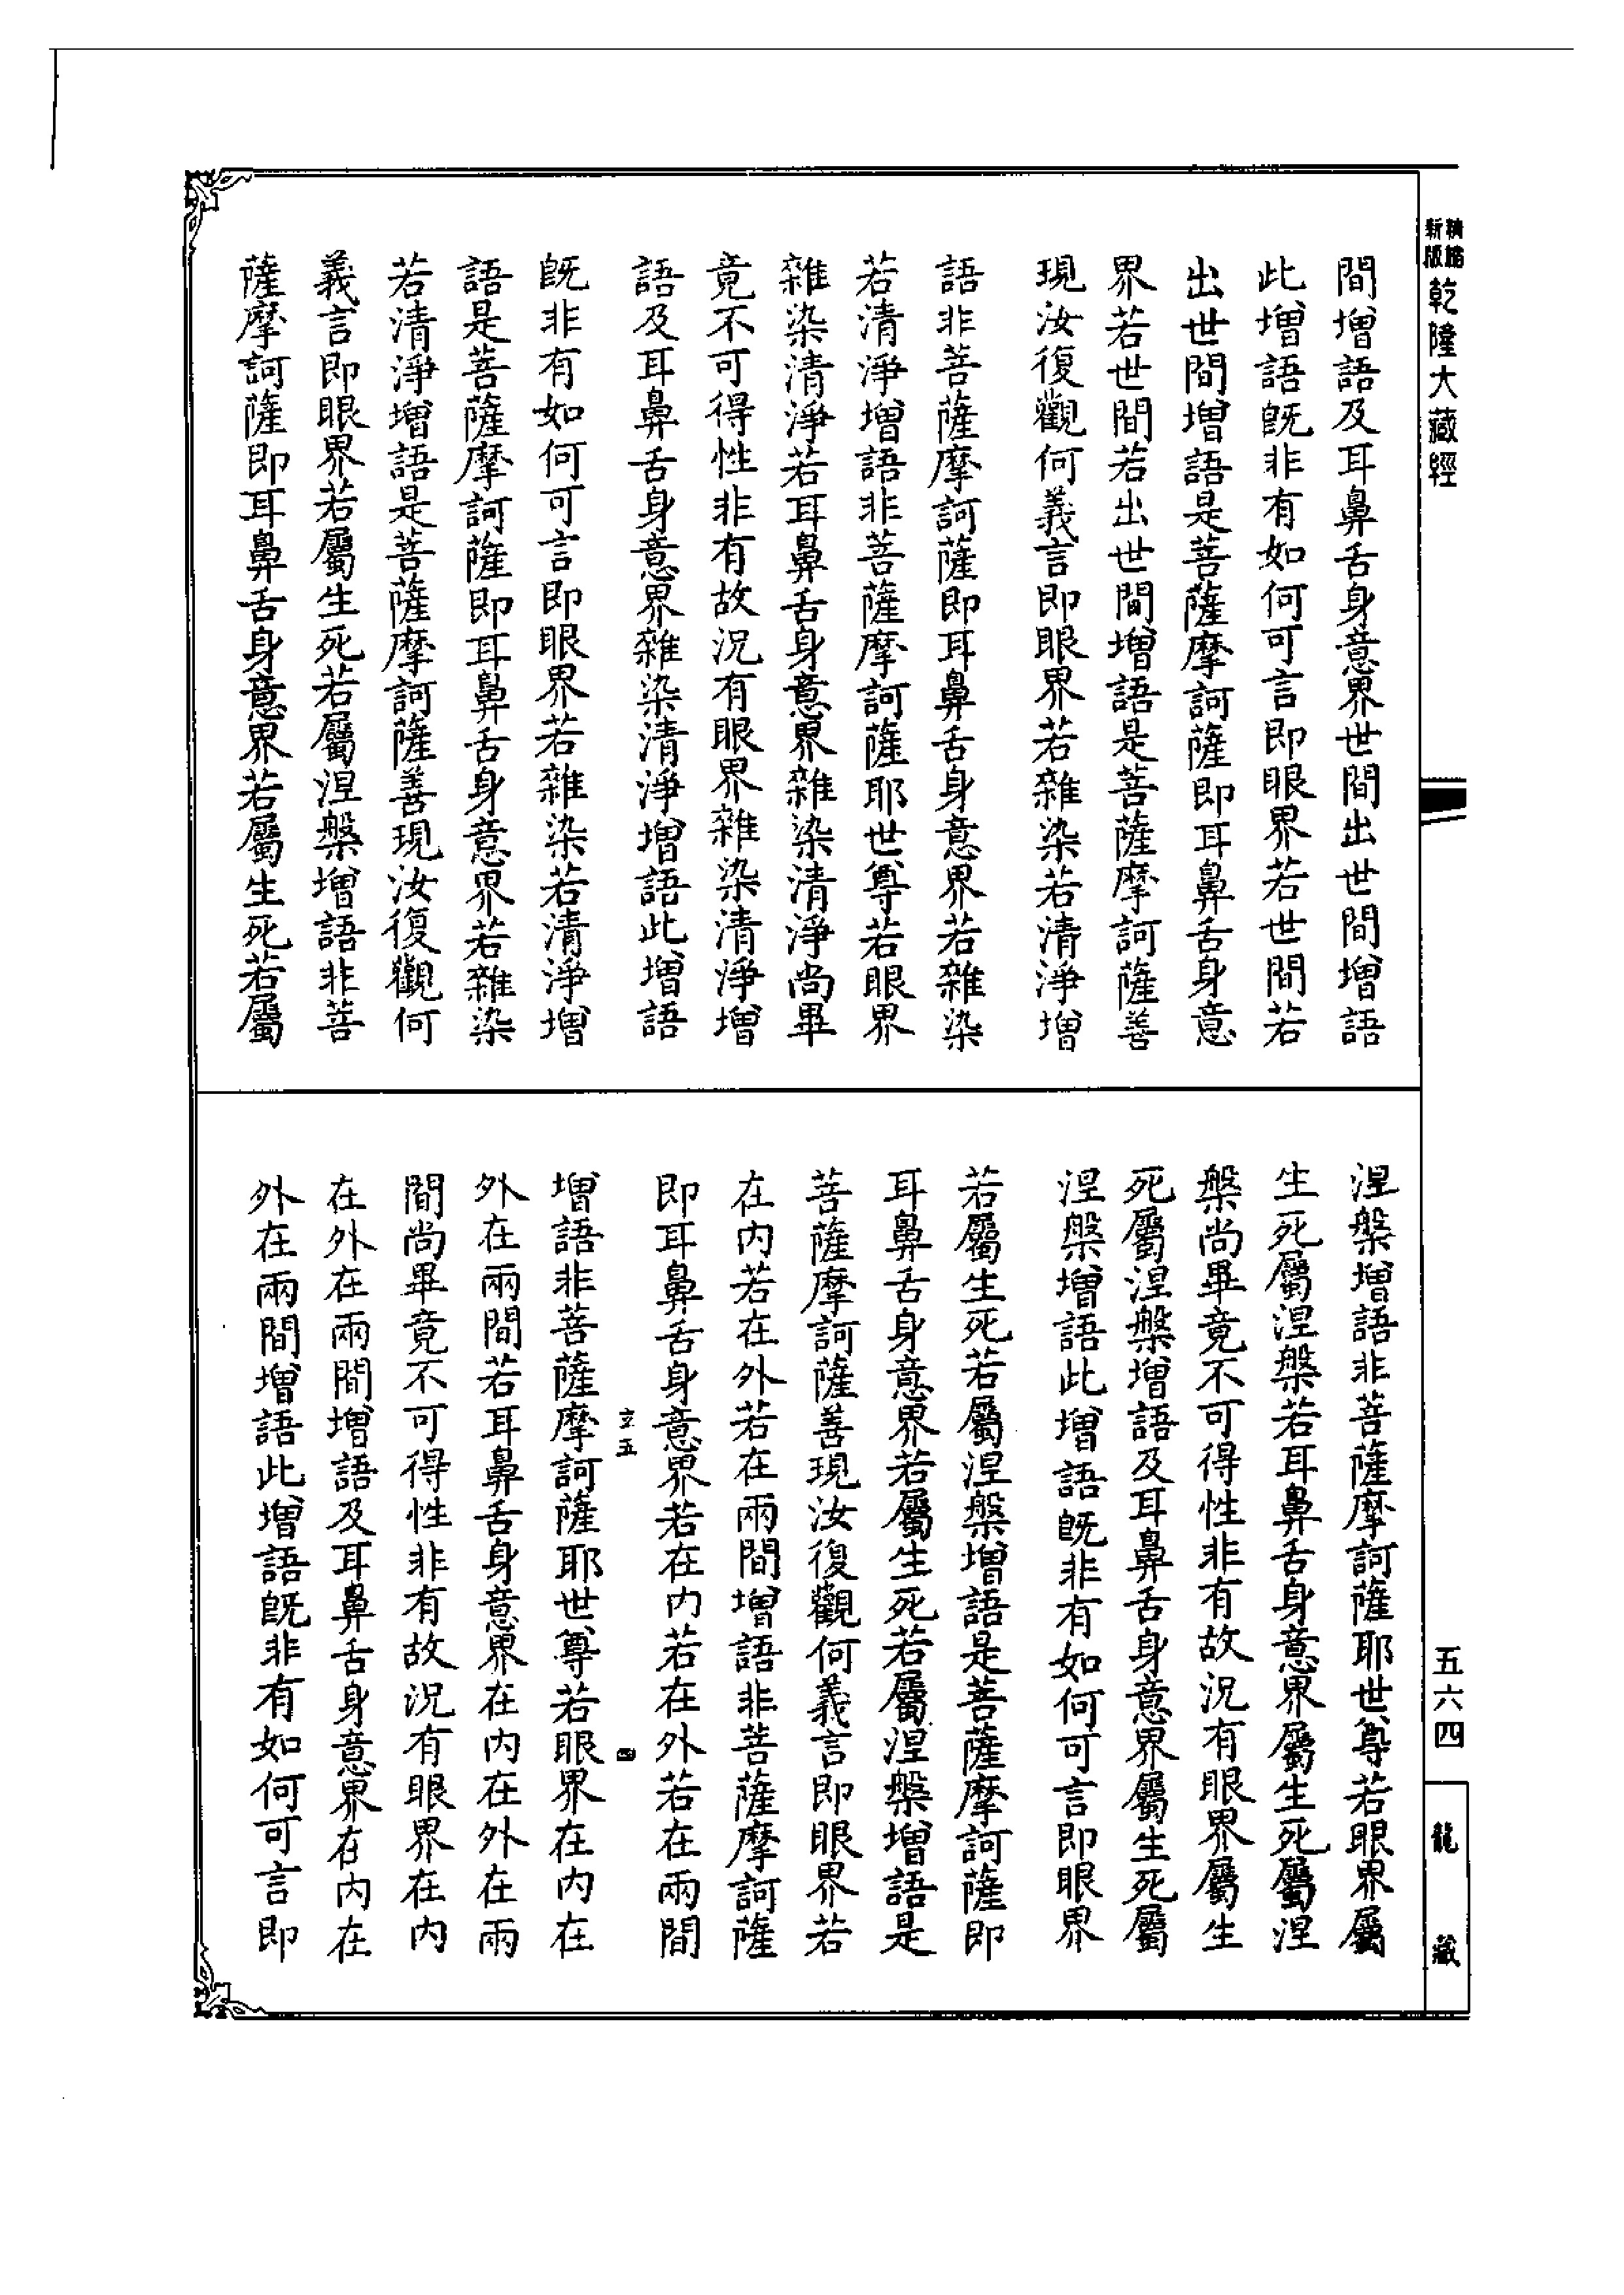 精縮新版乾隆大藏經
間增語及耳鼻舌身意界世間出世間增語
此增語旣非有如何可言即眼界若世間若
出世間增語是菩薩摩訶薩即耳鼻舌身意
界若世間若出世間增語是菩薩摩訶薩善
現汝復觀何義言即眼界若雜染若清淨增
語非菩薩摩訶薩即耳鼻舌身意界若雜染
若清淨增語非菩薩摩訶薩耶世尊若眼界
雜染清淨若耳鼻舌身意界雜染清淨尚畢
竟不可得性非有故況有眼界雜染清淨增
語及耳鼻舌身意界雜染清淨增語此增語
旣非有如何可言即眼界若雜染若清淨增
語是菩薩摩訶薩即耳鼻舌身意界若雜染
若清淨增語是菩薩摩訶薩善現汝復觀何
義言即眼界若屬生死若屬涅槃增語非菩
薩摩訶薩即耳鼻舌身意界若屬生死若屬
涅槃增語非菩薩摩訶薩耶世尊若眼界屬
生死屬涅槃若耳鼻舌身意界屬生死屬涅
槃尚畢竟不可得性非有故況有眼界屬生
死屬涅槃增語及耳鼻舌身意界屬生死屬
涅槃增語此增語旣非有如何可言即眼界
若屬生死若屬涅槃增語是菩薩摩訶薩即
耳鼻舌身意界若屬生死若屬涅槃增語是
菩薩摩訶薩善現汝復觀何義言即眼界若
在內若在外若在兩間增語非菩薩摩訶薩
即耳鼻舌身意界若在內若在外若在兩間
五
四
增語非菩薩摩訶薩耶世尊若眼界在內在
外在兩間若耳鼻舌身意界在內在外在兩
間尚畢竟不可得性非有故況有眼界在內
在外在兩間增語及耳鼻舌身意界在內在
外在兩間增語此增語旣非有如何可言即
五六四
龍藏